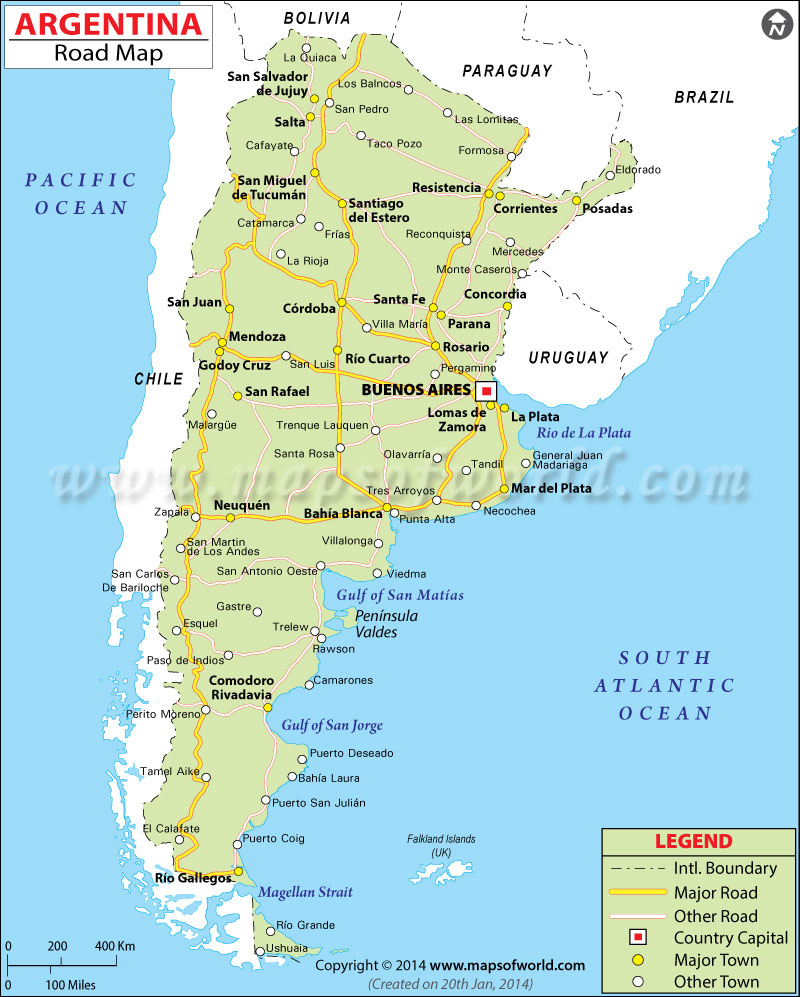 ARGENTINA
Road Map
N
BOLIVIA
PARAGUAY
BRAZIL
PACIFIC
OCEAN
CHILE
URUGUAY
La Quiaca
San Salvador
de Jujuy
Los Balncos
San Pedro
Salta
Las Lomitas
Taco Pozo
Cafayate
Formosa
Eldorado
San Miguel
de Tucumán
Resistencia
Corrientes
Posadas
Santiago
del Estero
Catamarca
Frías
Reconquista
Mercedes
La Rioja
Monte Caseros
San Juan
Córdoba
Santa Fe
Concordia
Villa María
Parana
Mendoza
Rosario
Godoy Cruz
San Luis
Río Cuarto
Pergamino
San Rafael
BUENOS AIRES
Lomas de
Zamora
La Plata
Malargüe
Trenque Lauquen
Rio de La Plata
Santa Rosa
Olavarría
Tandil
General Juan
Madariaga
www.mapsofworld.com
Tres Arroyos
Mar del Plata
Zapala
Neuquén
Bahía Blanca
Punta Alta
Necochea
San Martin
de Los Andes
Villalonga
San Carlos
De Bariloche
San Antonio Oeste
Viedma
Gulf of San Matías
Gastre
Península
Valdes
Esquel
Trelew
Rawson
Paso de Indios
SOUTH
ATLANTIC
OCEAN
Comodoro
Rivadavia
Camarones
Perito Moreno
Gulf of San Jorge
Puerto Deseado
Tamel Aike
Bahía Laura
Puerto San Julián
El Calafate
Puerto Coig
Falkland Islands
(UK)
Río Gallegos
Magellan Strait
Río Grande
Ushuaia
LEGEND
Intl. Boundary
Major Road
Other Road
Country Capital
Major Town
Other Town
0 200 400 Km
0 100 Miles
Copyright © 2014 www.mapsofworld.com
(Created on 20th Jan, 2014)